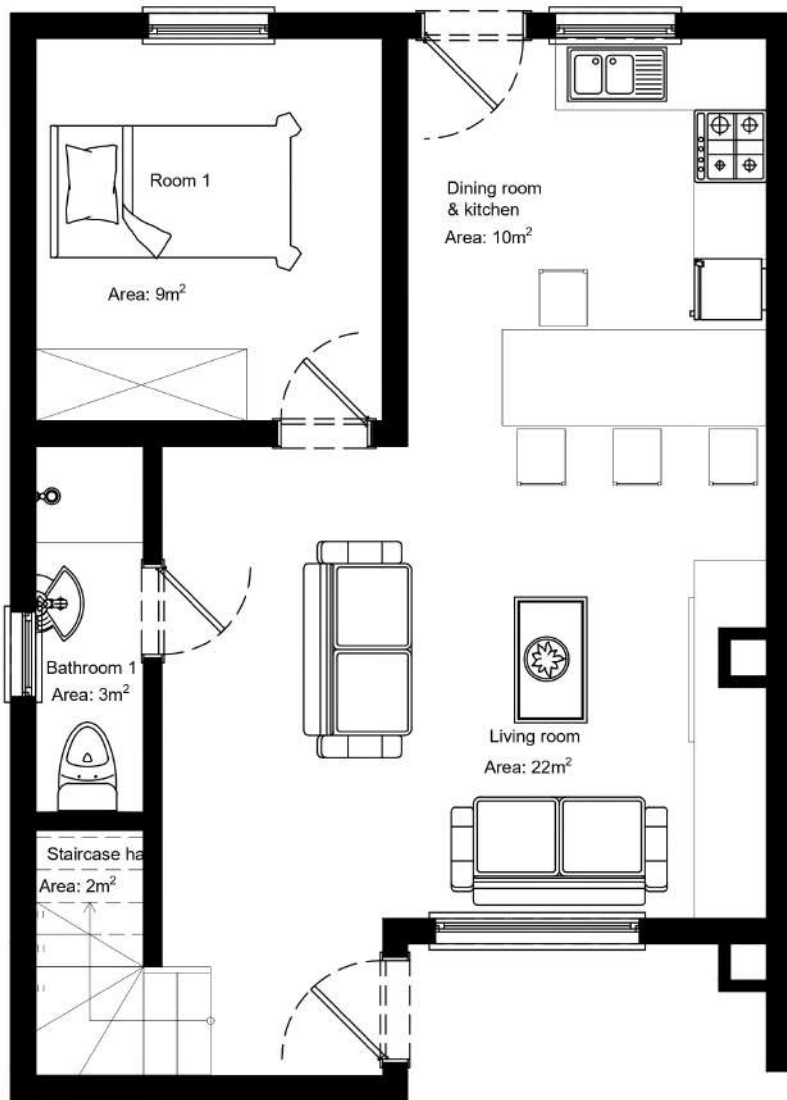 Room 1
Area: 9m²
Dining room
& kitchen
Area: 10m²
Bathroom 1
Area: 3m²
Living room
Area: 22m²
Staircase ha
Area: 2m²